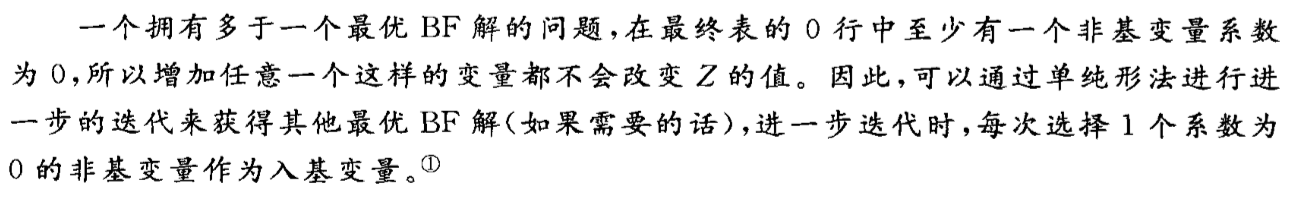 一个拥有多于一个最优 BF 解的问题,在最终表的 0 行中至少有一个非基变量系数
为 0,所以增加任意一个这样的变量都不会改变 Z 的值。因此,可以通过单纯形法进行进
一步的迭代来获得其他最优 BF 解(如果需要的话),进一步迭代时,每次选择 1 个系数为
0 的非基变量作为入基变量。①